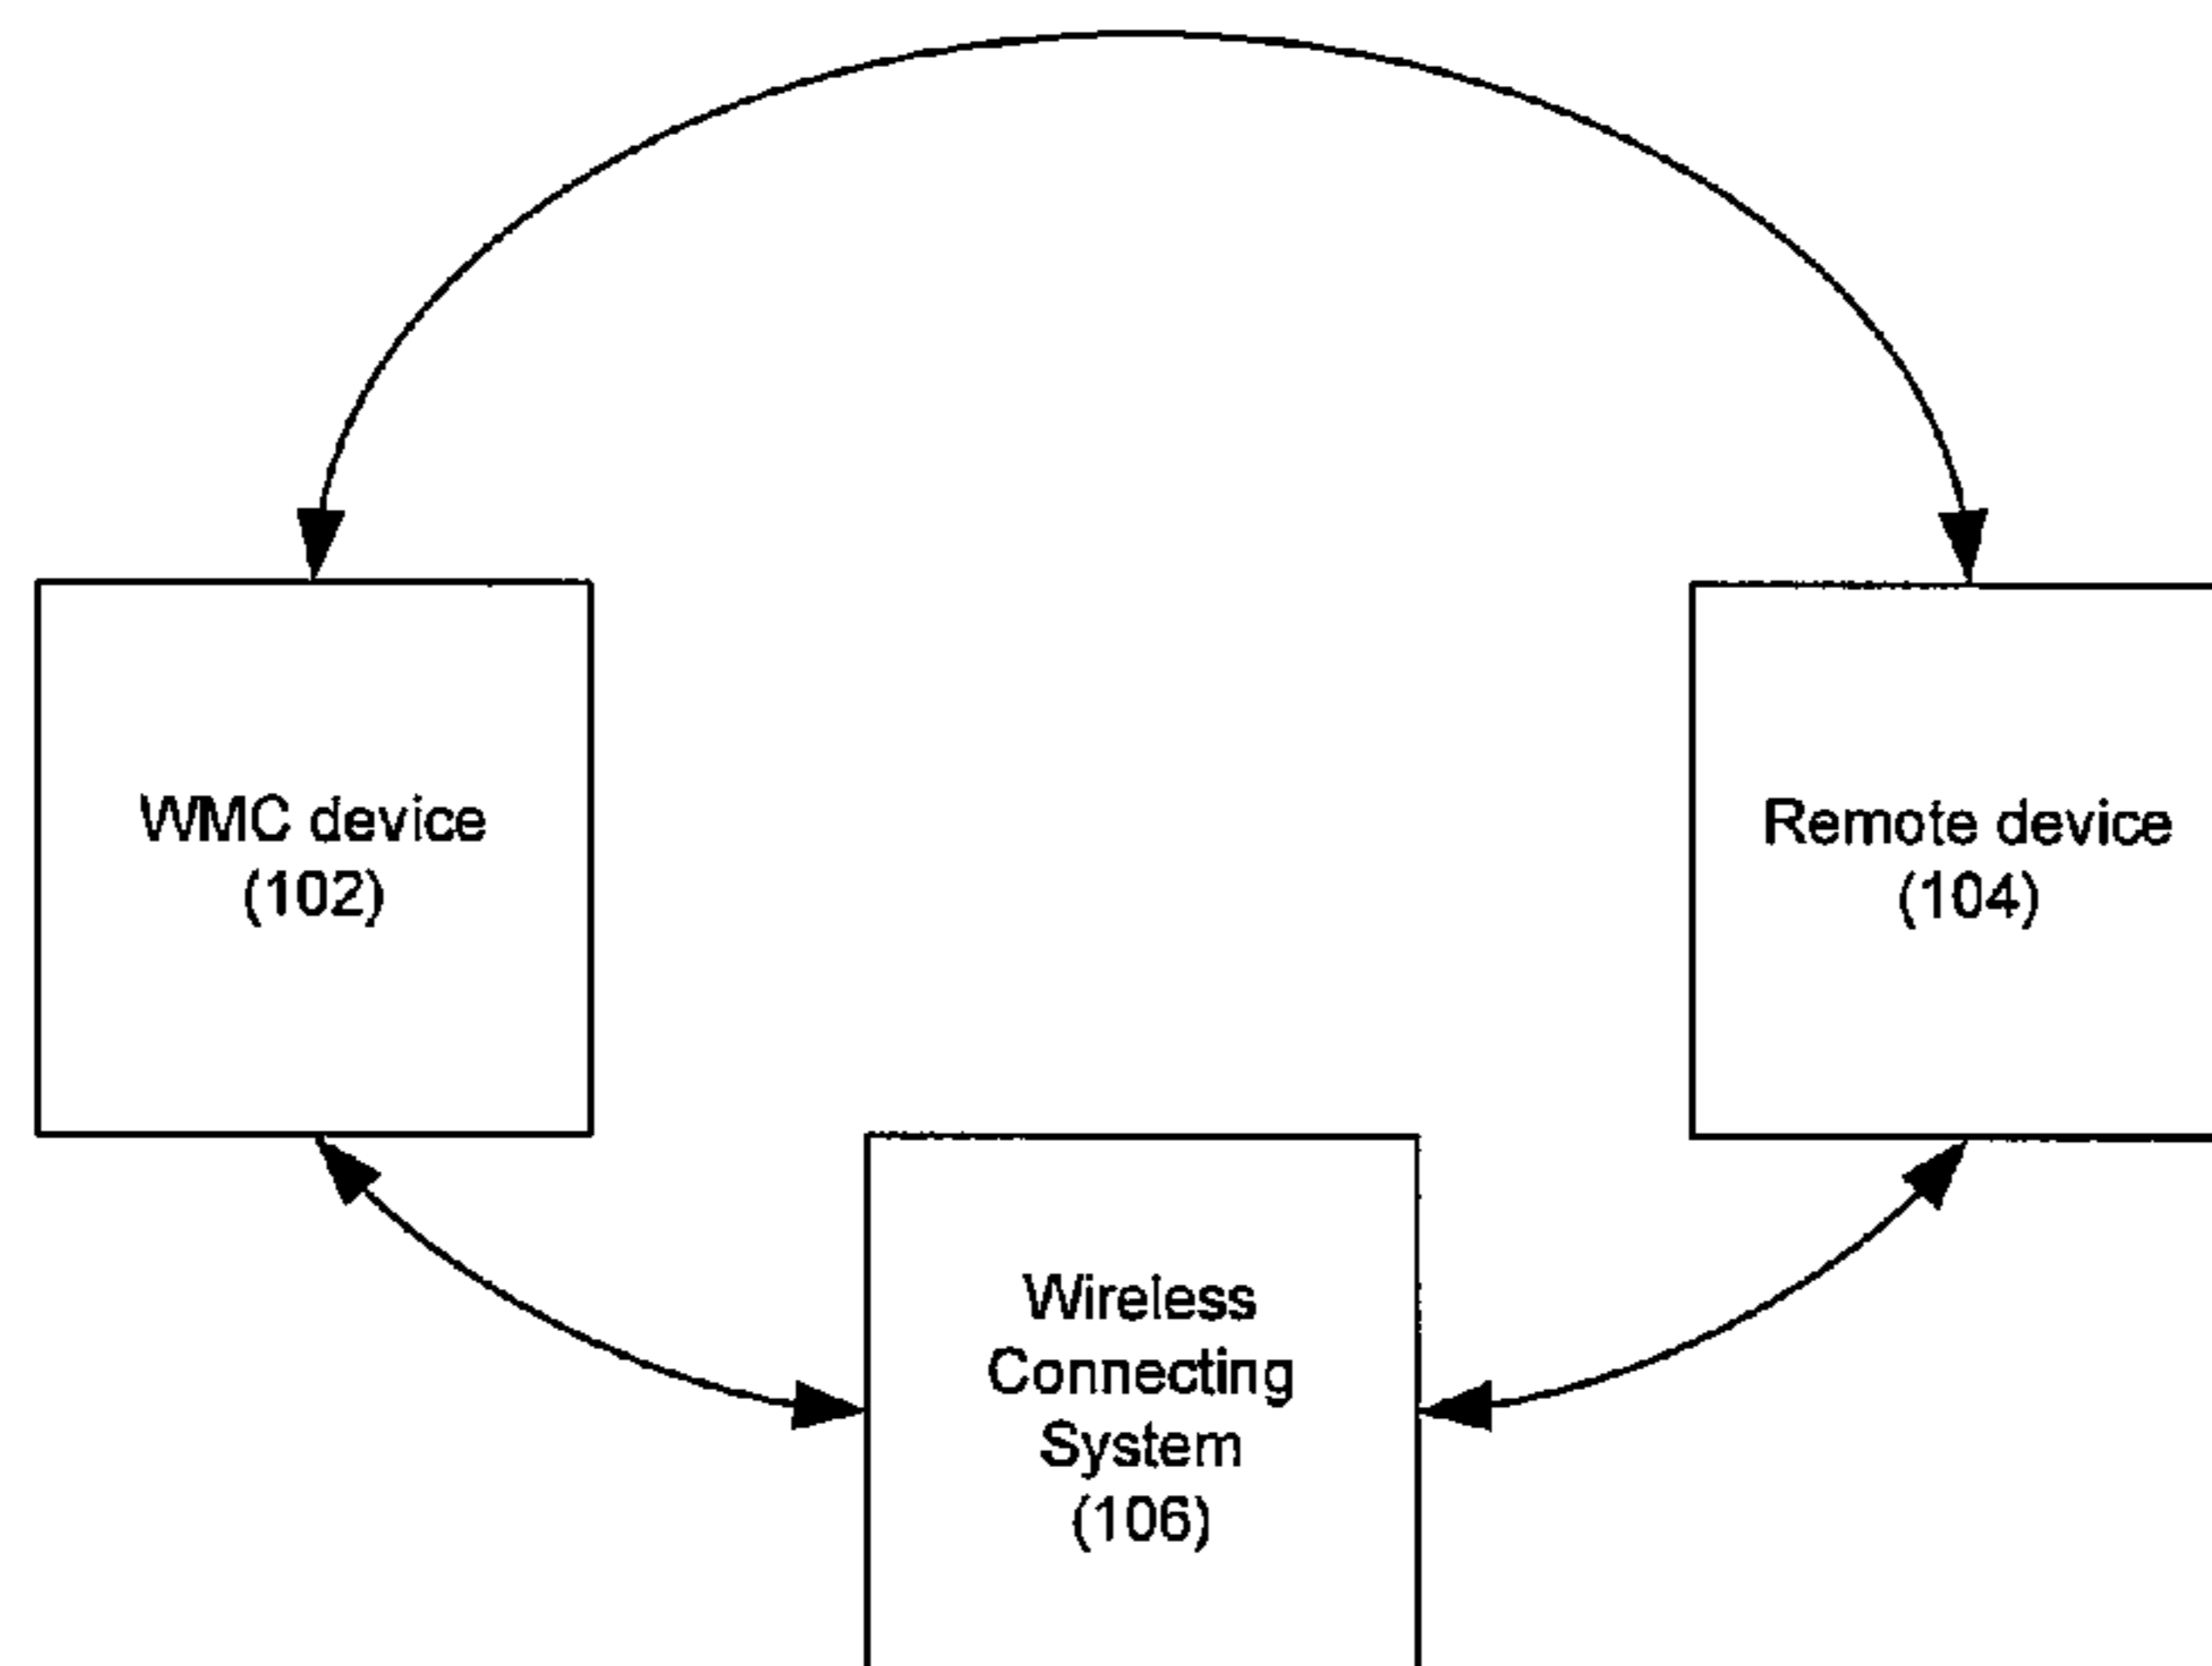 WMC device
(102)
Remote device
(104)
Wireless
Connecting
System
(106)